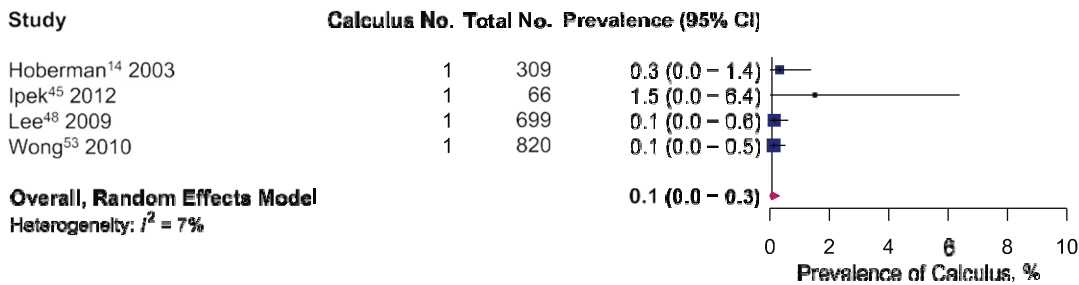 Study Calculus No. Total No. Prevalence (95% CI)
Hoberman¹⁴ 2003 1 309 0.3 (0.0 – 1.4)
Ipek⁴⁵ 2012 1 66 1.5 (0.0 – 6.4)
Lee⁴⁸ 2009 1 699 0.1 (0.0 – 0.6)
Wong⁵³ 2010 1 820 0.1 (0.0 – 0.5)
Overall, Random Effects Model 0.1 (0.0 – 0.3)
Heterogeneity: I² = 7%
0 2 4 6 8 10
Prevalence of Calculus, %